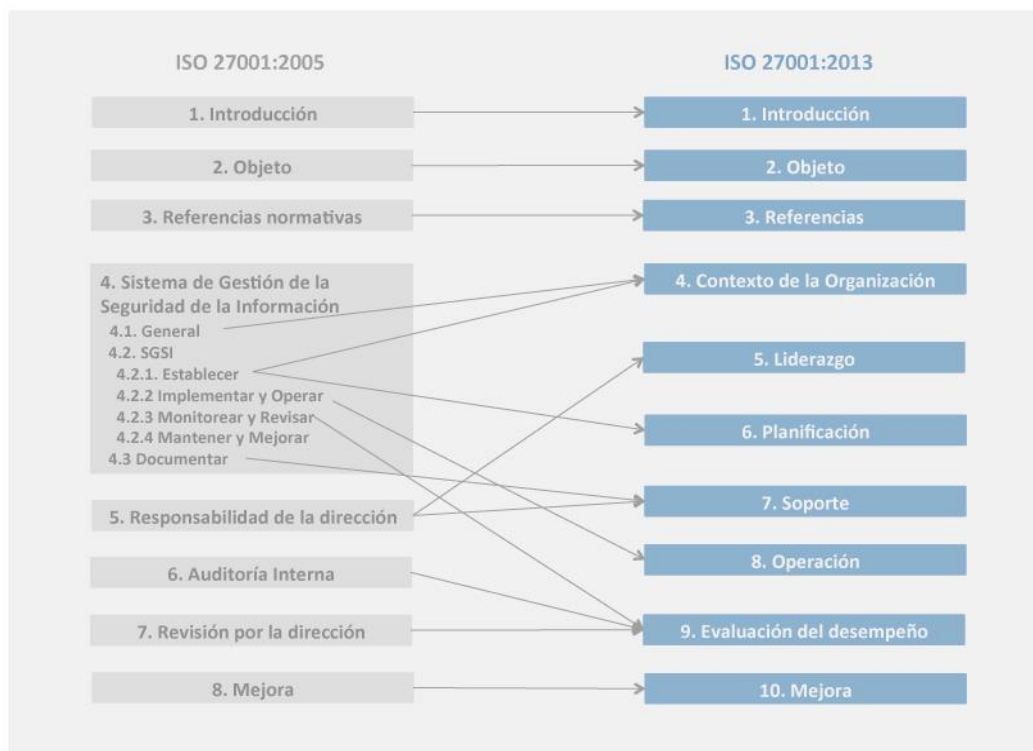 ISO 27001:2005
1. Introducción
2. Objeto
3. Referencias normativas
4. Sistema de Gestión de la
Seguridad de la Información
4.1. General
4.2. SGSI
4.2.1. Establecer
4.2.2 Implementar y Operar
4.2.3 Monitorear y Revisar
4.2.4 Mantener y Mejorar
4.3 Documentar
5. Responsabilidad de la dirección
6. Auditoría Interna
7. Revisión por la dirección
8. Mejora
ISO 27001:2013
1. Introducción
2. Objeto
3. Referencias
4. Contexto de la Organización
5. Liderazgo
6. Planificación
7. Soporte
8. Operación
9. Evaluación del desempeño
10. Mejora